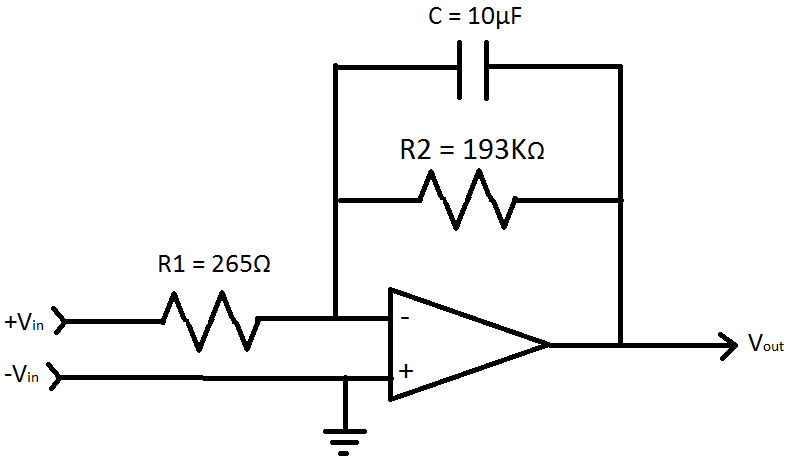 C = 10µF
R2 = 193KΩ
R1 = 265Ω
+Vin
-
-Vin
+
Vout